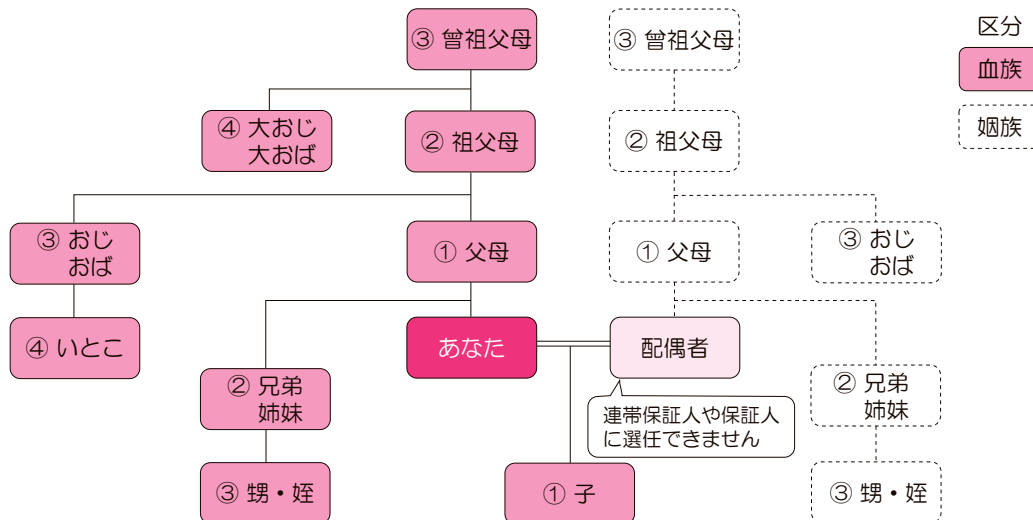 ③ 曾祖父母
③ 曾祖父母
区分
血族
④ 大おじ
大おば
② 祖父母
② 祖父母
姻族
③ おじ
おば
① 父母
① 父母
③ おじ
おば
④ いとこ
あなた
配偶者
② 兄弟
姉妹
連帯保証人や保証人
に選任できません
② 兄弟
姉妹
③ 甥・姪
① 子
③ 甥・姪